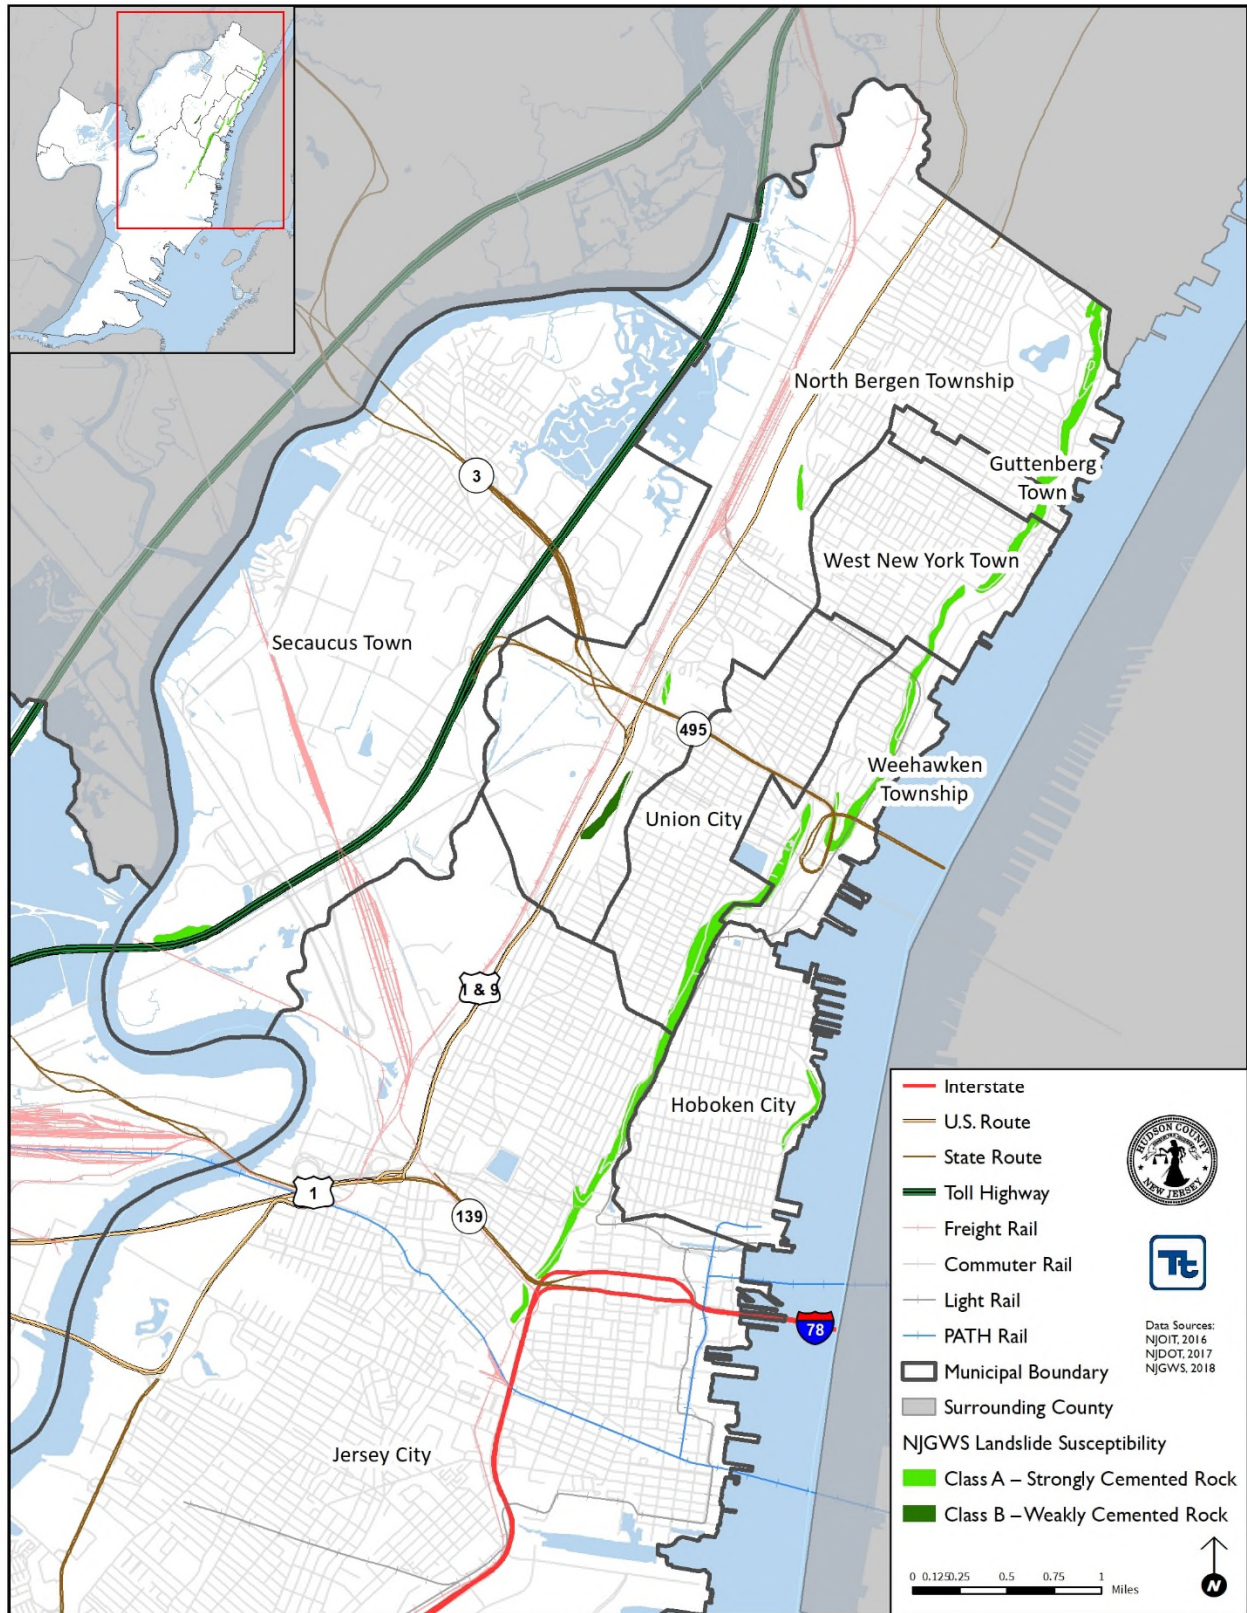 North Bergen Township
3
Guttenberg
Town
West New York Town
Secaucus Town
495
Weehawken
Township
Union City
1 & 9
Hoboken City
1
139
78
Jersey City
Interstate
U.S. Route
State Route
Toll Highway
Freight Rail
Commuter Rail
Light Rail
PATH Rail
Municipal Boundary
Surrounding County
NJGWS Landslide Susceptibility
Class A – Strongly Cemented Rock
Class B – Weakly Cemented Rock
HUDSON COUNTY
NEW JERSEY
Tt
Data Sources:
NJOIT, 2016
NJDOT, 2017
NJGWS, 2018
N
0 0.125 0.25 0.5 0.75 1
Miles